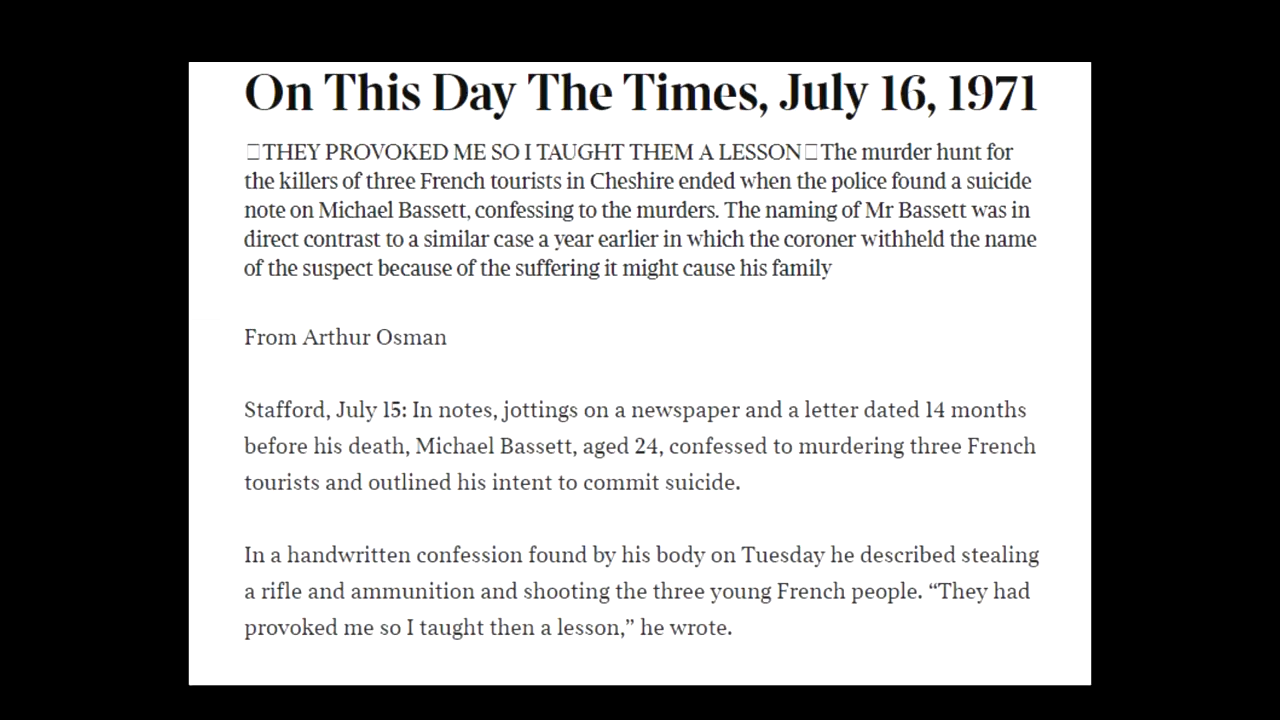 On This Day The Times, July 16, 1971
□THEY PROVOKED ME SO I TAUGHT THEM A LESSON□The murder hunt for
the killers of three French tourists in Cheshire ended when the police found a suicide
note on Michael Bassett, confessing to the murders. The naming of Mr Bassett was in
direct contrast to a similar case a year earlier in which the coroner withheld the name
of the suspect because of the suffering it might cause his family
From Arthur Osman
Stafford, July 15: In notes, jottings on a newspaper and a letter dated 14 months
before his death, Michael Bassett, aged 24, confessed to murdering three French
tourists and outlined his intent to commit suicide.
In a handwritten confession found by his body on Tuesday he described stealing
a rifle and ammunition and shooting the three young French people. “They had
provoked me so I taught then a lesson,” he wrote.